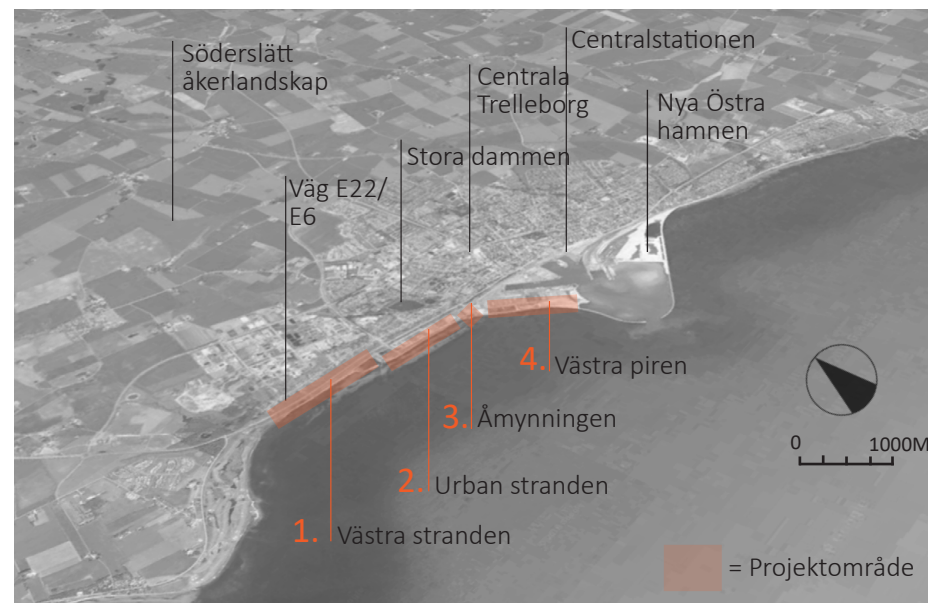 Söderslätt
åkerlandskap
Centralstationen
Centrala
Trelleborg
Nya Östra
hamnen
Stora dammen
Väg E22/
E6
4. Västra piren
3. Åmynningen
2. Urban stranden
1. Västra stranden
0 1000M
= Projektområde